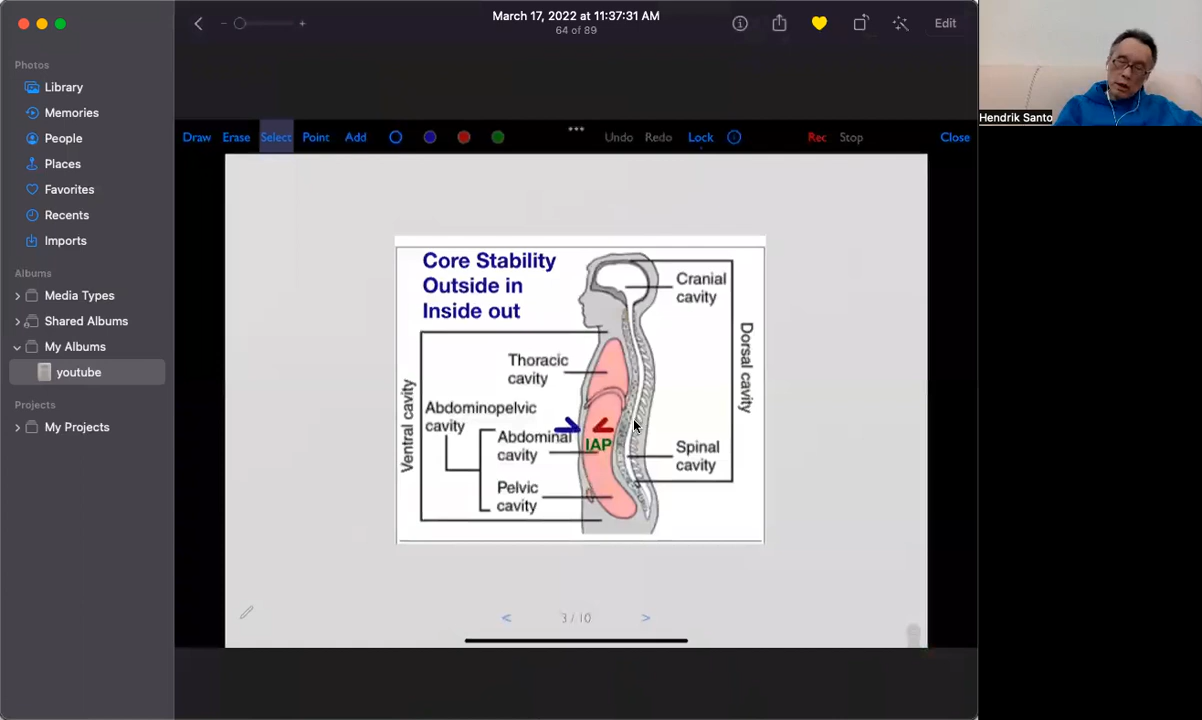 March 17, 2022 at 11:37:31 AM
64 of 89
Edit
Photos
Library
Memories
People
Places
Favorites
Recents
Imports
Albums
Media Types
Shared Albums
My Albums
youtube
Projects
My Projects
Draw
Erase
Select
Point
Add
Undo
Redo
Lock
Rec
Stop
Close
Core Stability
Outside in
Inside out
Cranial
cavity
Thoracic
cavity
Dorsal cavity
Abdominopelvic
cavity
Ventral cavity
Abdominal
cavity
IAP
Spinal
cavity
Pelvic
cavity
< 3 / 10 >
Hendrik Santo